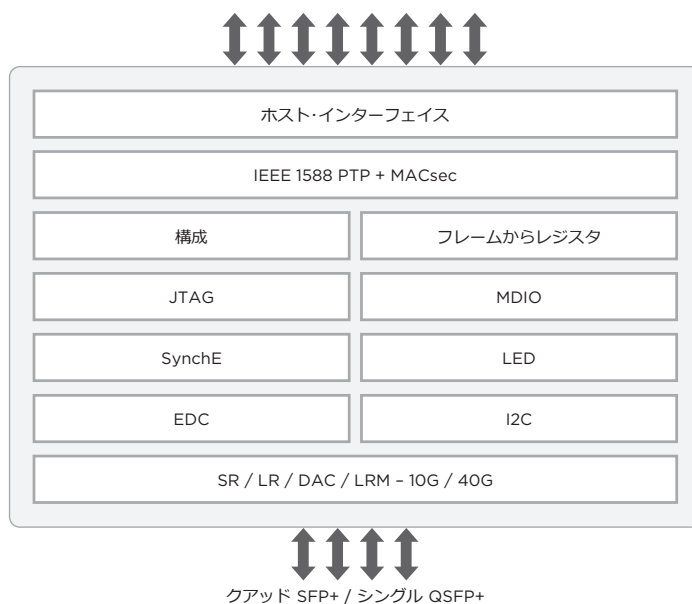 ホスト・インターフェイス
IEEE 1588 PTP + MACsec
構成
フレームからレジスタ
JTAG
MDIO
SynchE
LED
EDC
I2C
SR / LR / DAC / LRM – 10G / 40G
クアッド SFP+ / シングル QSFP+